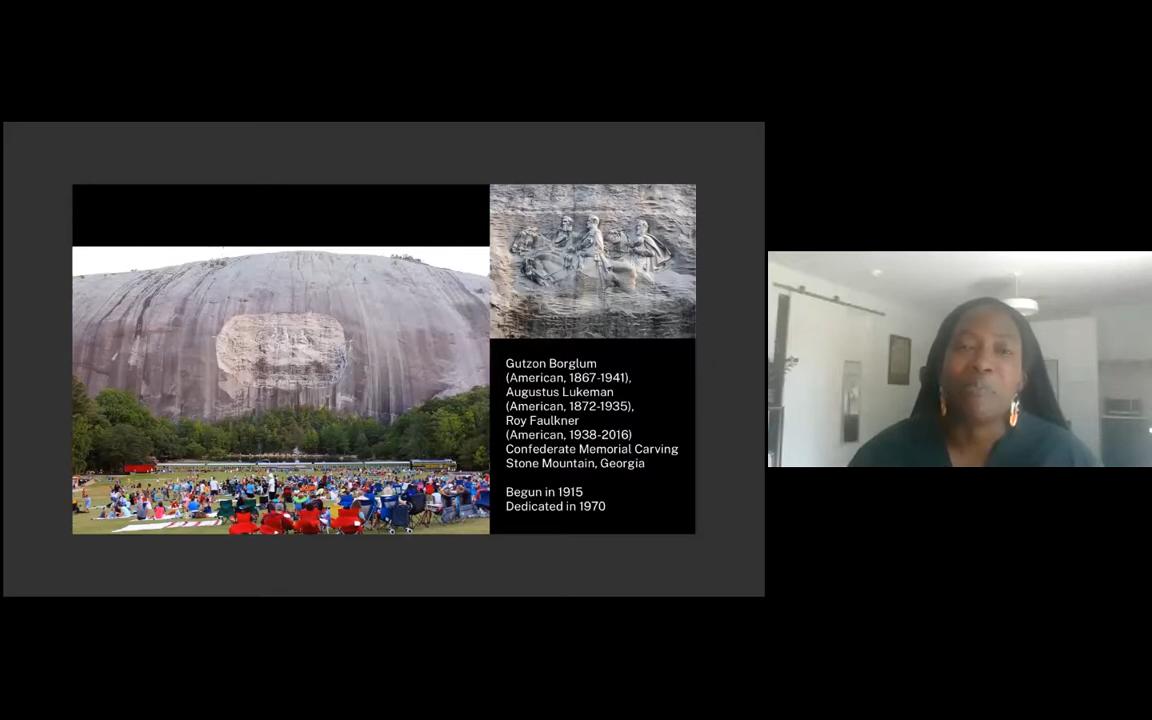 Gutzon Borglum
(American, 1867-1941),
Augustus Lukeman
(American, 1872-1935),
Roy Faulkner
(American, 1938-2016)
Confederate Memorial Carving
Stone Mountain, Georgia
Begun in 1915
Dedicated in 1970